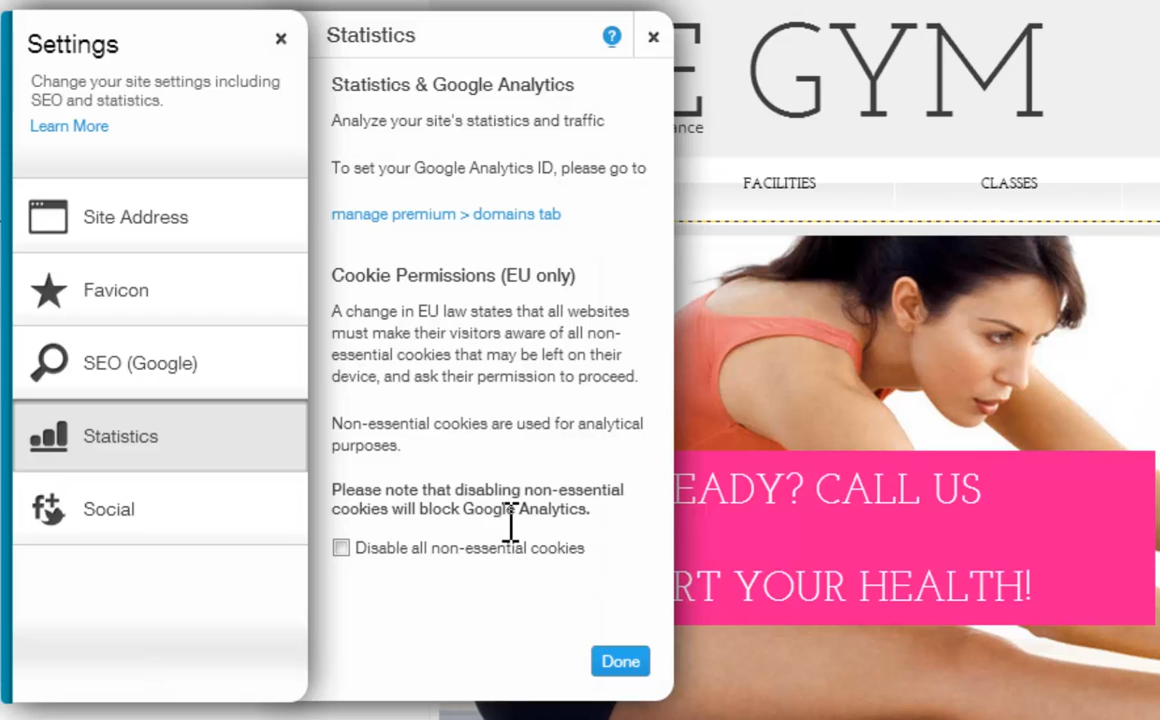 Settings
Change your site settings including
SEO and statistics.
Learn More
Site Address
Favicon
SEO (Google)
Statistics
Social
Statistics
?
Statistics & Google Analytics
Analyze your site's statistics and traffic
To set your Google Analytics ID, please go to
manage premium > domains tab
Cookie Permissions (EU only)
A change in EU law states that all websites
must make their visitors aware of all non-
essential cookies that may be left on their
device, and ask their permission to proceed.
Non-essential cookies are used for analytical
purposes.
Please note that disabling non-essential
cookies will block Google Analytics.
Disable all non-essential cookies
Done
E GYM
ance
FACILITIES
CLASSES
EADY? CALL US
RT YOUR HEALTH!